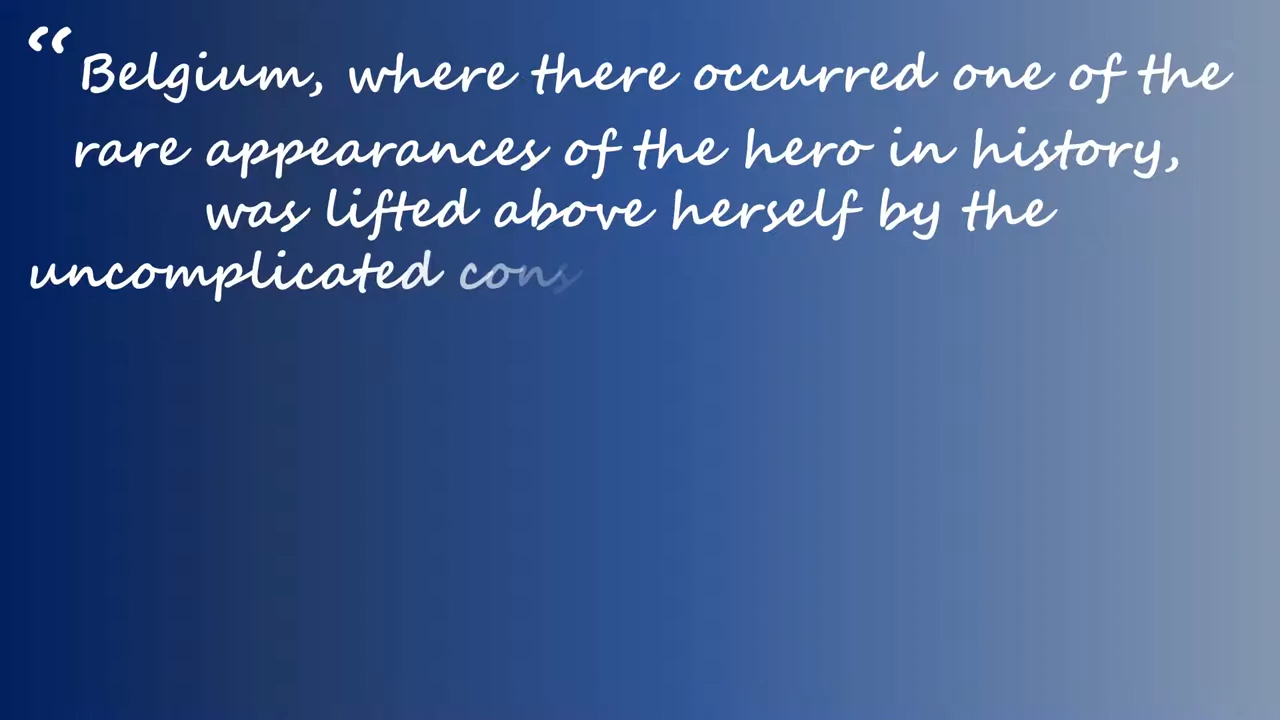 “Belgium, where there occurred one of the
rare appearances of the hero in history,
was lifted above herself by the
uncomplicated cons